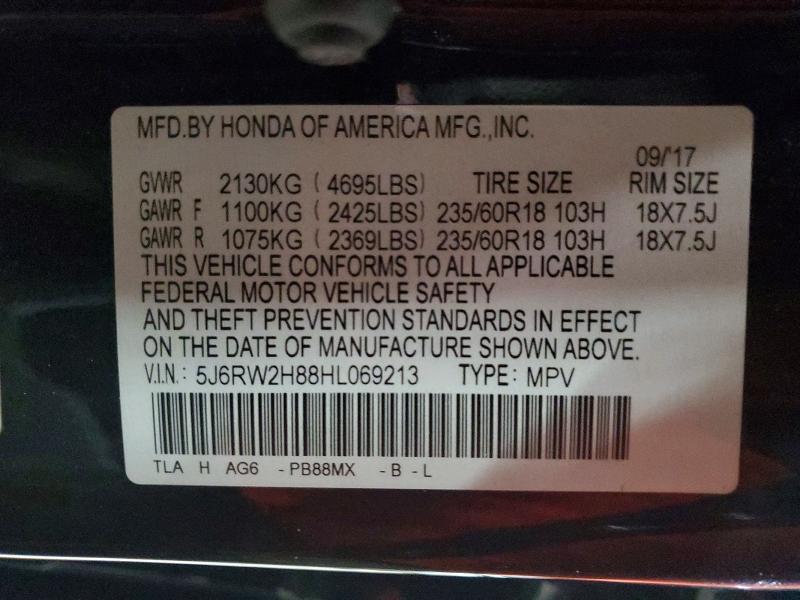 MFD.BY HONDA OF AMERICA MFG.,INC.
09/'17
GVWR 2130KG ( 4695LBS) TIRE SIZE RIM SIZE
GAWR F 1100KG ( 2425LBS) 235/60R18 103H 18X7.5J
GAWR R 1075KG ( 2369LBS) 235/60R18 103H 18X7.5J
THIS VEHICLE CONFORMS TO ALL APPLICABLE
FEDERAL MOTOR VEHICLE SAFETY
AND THEFT PREVENTION STANDARDS IN EFFECT
ON THE DATE OF MANUFACTURE SHOWN ABOVE.
V.I.N.: 5J6RW2H88HL069213 TYPE: MPV
TLA H AG6 - PB88MX - B - L